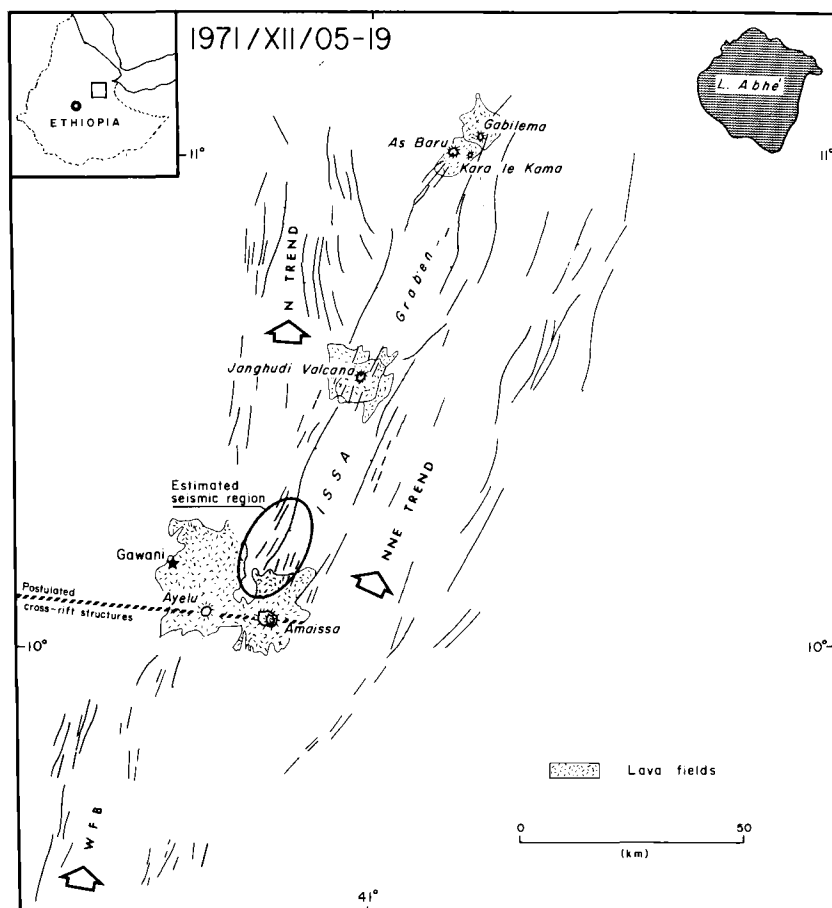 1971/XII/05-19
ETHIOPIA
L. Abhé
Gabilema
As Baru
Kara le Kama
11°
11°
N TREND
Graben
Janghudi Valcano
ISSA
NNE TREND
Estimated
seismic region
Gawani
Postulated
cross-rift structures
Ayelu
Amaissa
10°
10°
Lava fields
WFB
0
50
(km)
41°